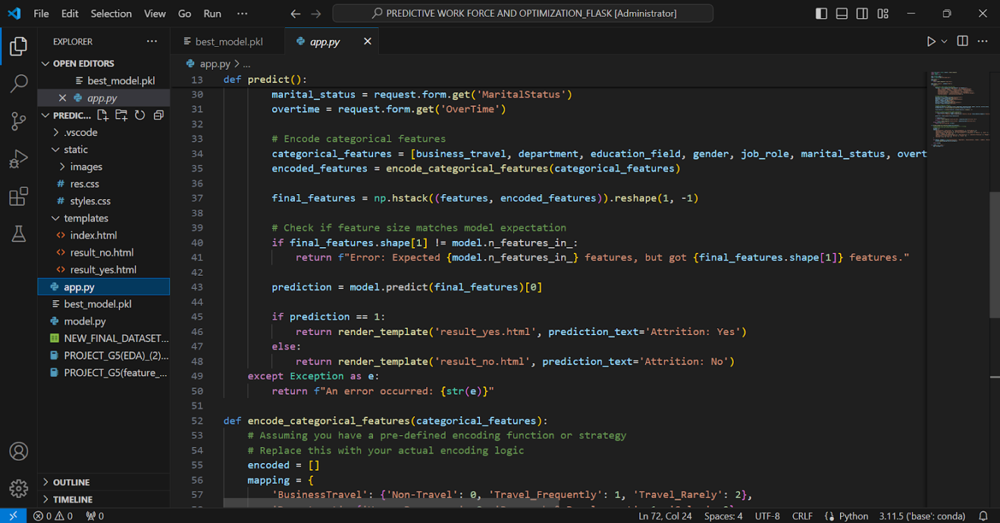 File Edit Selection View Go Run ··· PREDICTIVE WORK FORCE AND OPTIMIZATION_FLASK [Administrator]
EXPLORER ···
OPEN EDITORS
best_model.pkl
app.py
PREDIC...
.vscode
static
images
# res.css
# styles.css
templates
<> index.html
<> result_no.html
<> result_yes.html
app.py
best_model.pkl
model.py
NEW_FINAL_DATASET...
PROJECT_G5(EDA)_(2)...
PROJECT_G5(feature_...
OUTLINE
TIMELINE
best_model.pkl app.py
app.py > ...
13 def predict():
30 marital_status = request.form.get('MaritalStatus')
31 overtime = request.form.get('OverTime')
32
33 # Encode categorical features
34 categorical_features = [business_travel, department, education_field, gender, job_role, marital_status, overt
35 encoded_features = encode_categorical_features(categorical_features)
36
37 final_features = np.hstack((features, encoded_features)).reshape(1, -1)
38
39 # Check if feature size matches model expectation
40 if final_features.shape[1] != model.n_features_in_:
41 return f"Error: Expected {model.n_features_in_} features, but got {final_features.shape[1]} features."
42
43 prediction = model.predict(final_features)[0]
44
45 if prediction == 1:
46 return render_template('result_yes.html', prediction_text='Attrition: Yes')
47 else:
48 return render_template('result_no.html', prediction_text='Attrition: No')
49 except Exception as e:
50 return f"An error occurred: {str(e)}"
51
52 def encode_categorical_features(categorical_features):
53 # Assuming you have a pre-defined encoding function or strategy
54 # Replace this with your actual encoding logic
55 encoded = []
56 mapping = {
57 'BusinessTravel': {'Non-Travel': 0, 'Travel_Frequently': 1, 'Travel_Rarely': 2},
0 0 0 Ln 72, Col 24 Spaces: 4 UTF-8 CRLF {} Python 3.11.5 ('base': conda)